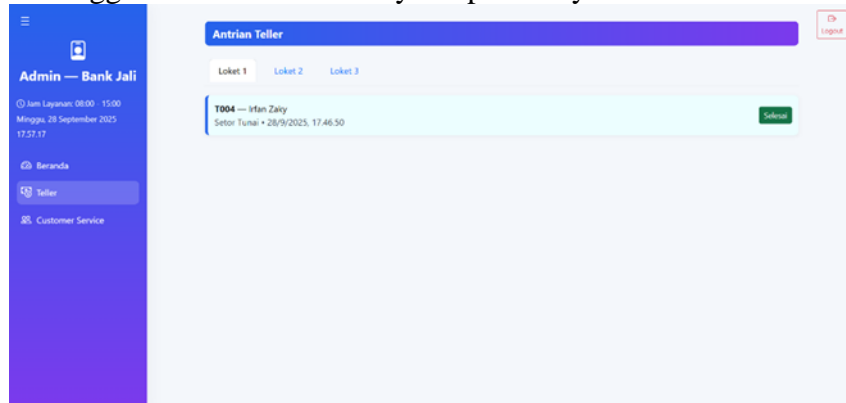 Admin — Bank Jali
Jam Layanan: 08:00 - 15:00
Minggu, 28 September 2025
17.57.17
Beranda
Teller
Customer Service
Antrian Teller
Logout
Loket 1 Loket 2 Loket 3
T004 — Irfan Zaky
Setor Tunai • 28/9/2025, 17.46.50
Selesai